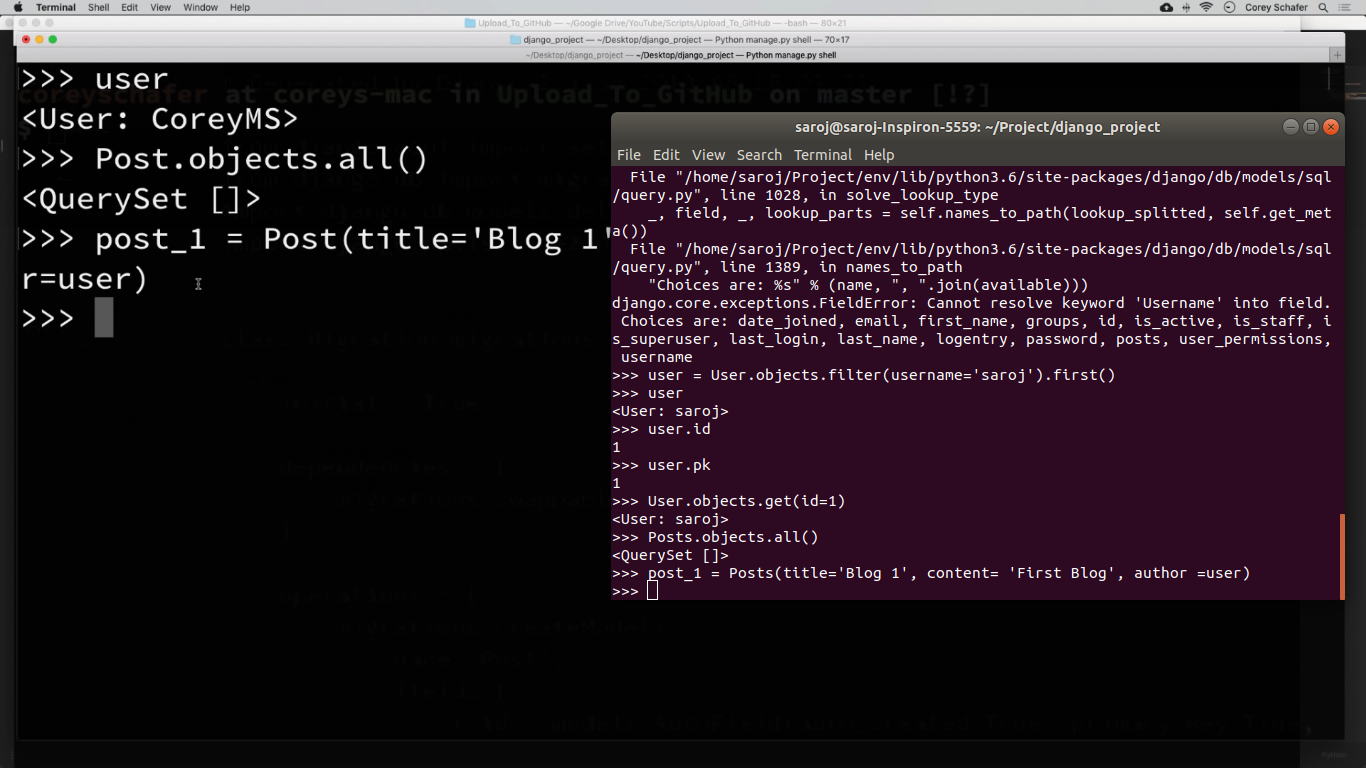 Terminal Shell Edit View Window Help Corey Schafer
Upload_To_GitHub — ~/Google Drive/YouTube/Scripts/Upload_To_GitHub — -bash — 80×21
django_project — ~/Desktop/django_project — Python manage.py shell — 70×17
~/Desktop/django_project — ~/Desktop/django_project — Python manage.py shell
>>> user
coreyschafer at coreys-mac in Upload_To_GitHub on master [!?]
<User: CoreyMS>
$
>>> Post.objects.all()
<QuerySet []>
>>> post_1 = Post(title='Blog 1'
r=user)
>>>
saroj@saroj-Inspiron-5559: ~/Project/django_project
File Edit View Search Terminal Help
File "/home/saroj/Project/env/lib/python3.6/site-packages/django/db/models/sql
/query.py", line 1028, in solve_lookup_type
_, field, _, lookup_parts = self.names_to_path(lookup_splitted, self.get_met
a())
File "/home/saroj/Project/env/lib/python3.6/site-packages/django/db/models/sql
/query.py", line 1389, in names_to_path
"Choices are: %s" % (name, ", ".join(available)))
django.core.exceptions.FieldError: Cannot resolve keyword 'Username' into field.
Choices are: date_joined, email, first_name, groups, id, is_active, is_staff, i
s_superuser, last_login, last_name, logentry, password, posts, user_permissions,
username
>>> user = User.objects.filter(username='saroj').first()
>>> user
<User: saroj>
>>> user.id
1
>>> user.pk
1
>>> User.objects.get(id=1)
<User: saroj>
>>> Posts.objects.all()
<QuerySet []>
>>> post_1 = Posts(title='Blog 1', content= 'First Blog', author =user)
>>>